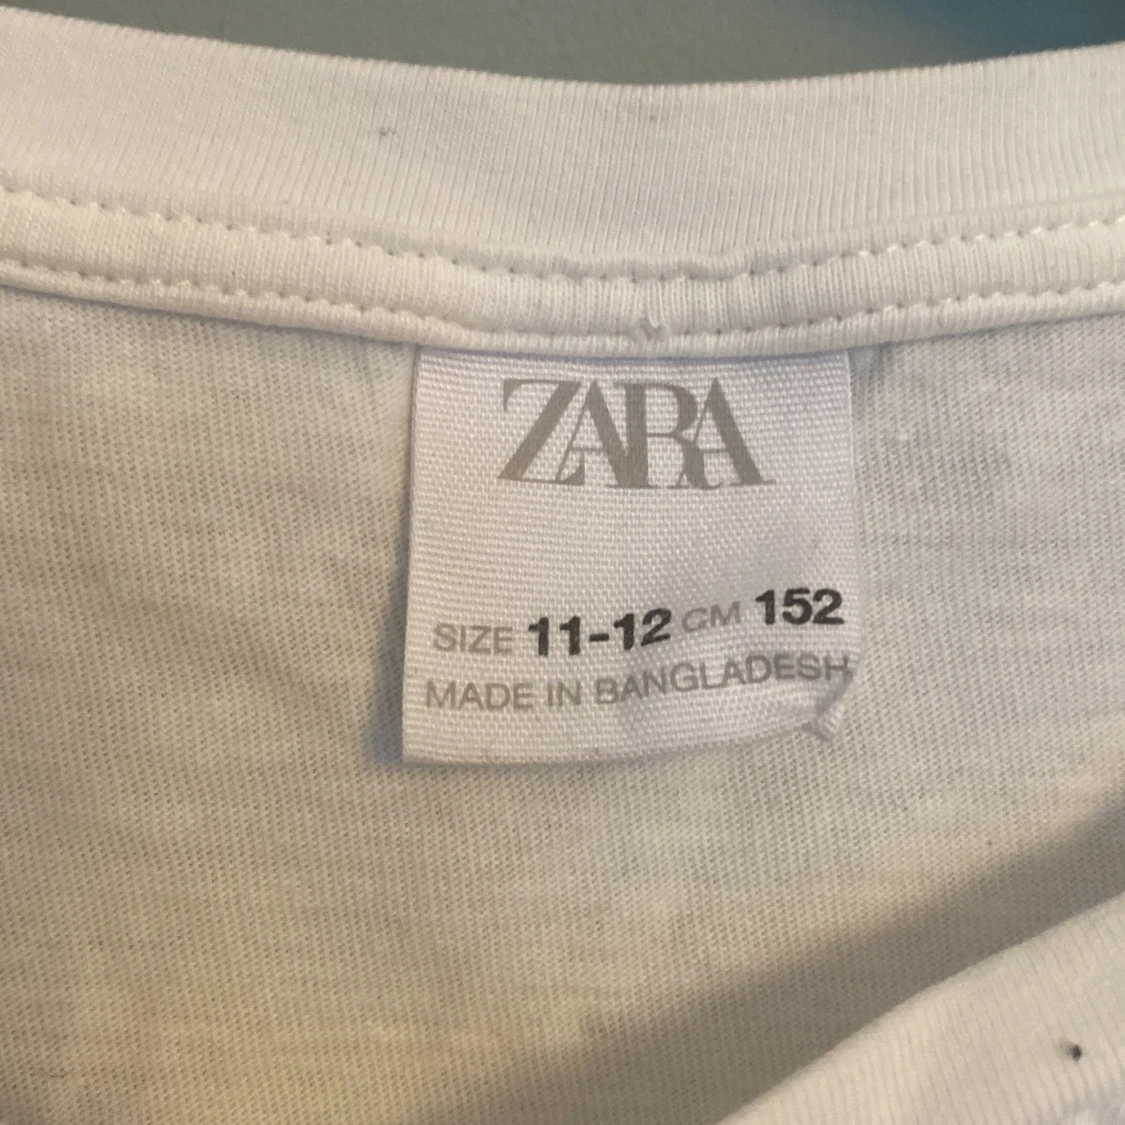 ZARA
SIZE 11-12 CM 152
MADE IN BANGLADESH